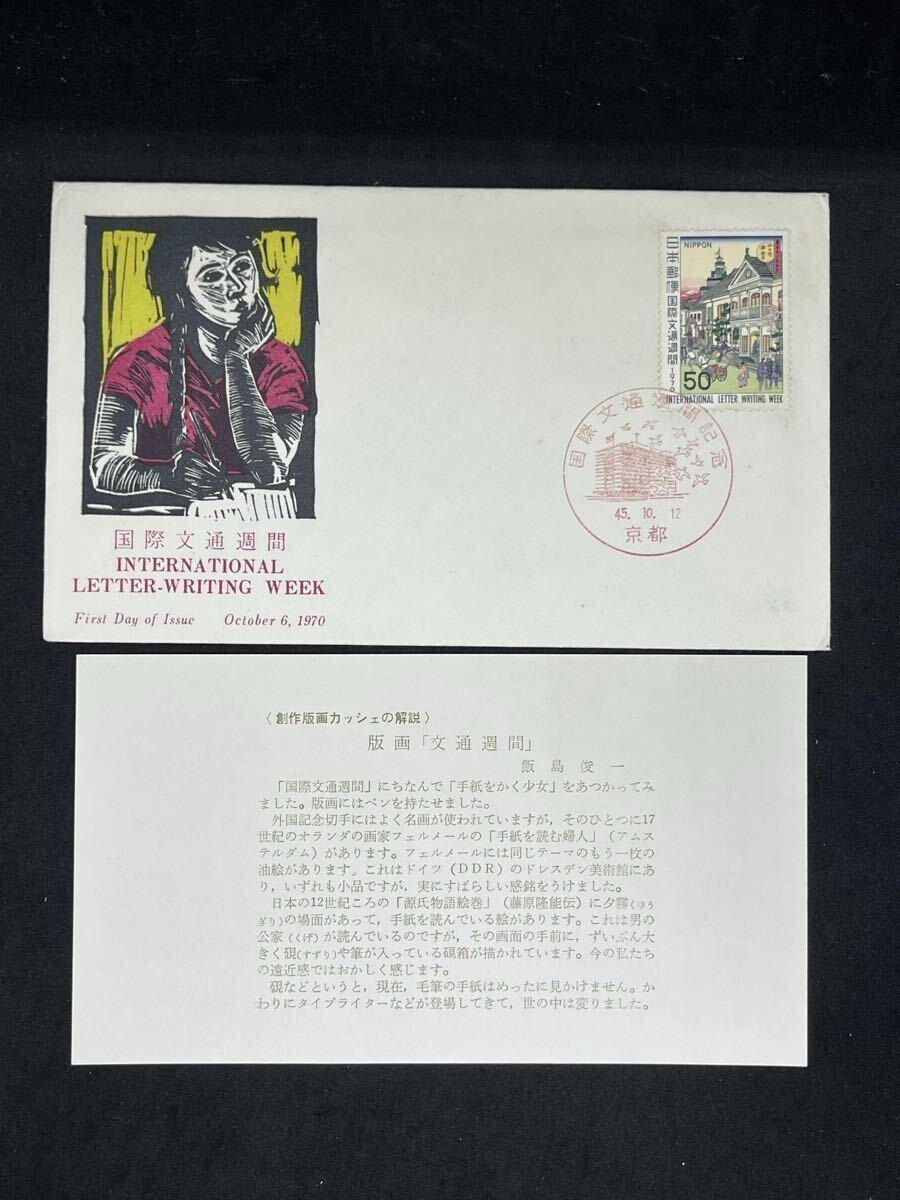 国際文通週間
INTERNATIONAL
LETTER-WRITING WEEK
First Day of Issue October 6, 1970
NIPPON
日本郵便国際文通週間1970
50
INTERNATIONAL LETTER WRITING WEEK
国際文通週間記念
45. 10. 12
京都
〈創作版画カッシェの解説〉
版画「文通週間」
飯島俊一
「国際文通週間」にちなんで「手紙をかく少女」をあつかってみ
ました。版画にはペンを持たせました。
外国記念切手にはよく名画が使われていますが，そのひとつに17
世紀のオランダの画家フェルメールの「手紙を読む婦人」（アムス
テルダム）があります。フェルメールには同じテーマのもう一枚の
油絵があります」これはドイツ（DDR）のドレスデン美術館にあ
り，いずれも小品ですが，実にすばらしい感銘をうけました。
日本の12世紀ころの「源氏物語絵巻」（藤原隆能伝）に夕霧(ゆう
ぎり)の場面があって，手紙を読んでいる絵があります。これは男の
公家(くげ)が読んでいるのですが，その画面の手前に，ずいぶん大
きく硯(すずり)や筆が入っている硯箱が描かれています。今の私たち
の遠近感ではおかしく感じます。
硯などというと，現在，毛筆の手紙はめったに見かけません。か
わりにタイプライターなどが登場してきて，世の中は変りました。